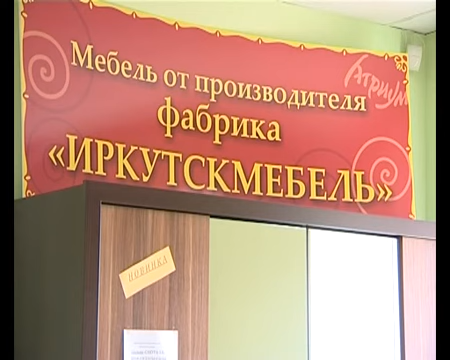 Атриум
Мебель от производителя
фабрика
«ИРКУТСКМЕБЕЛЬ»
НОВИНКА